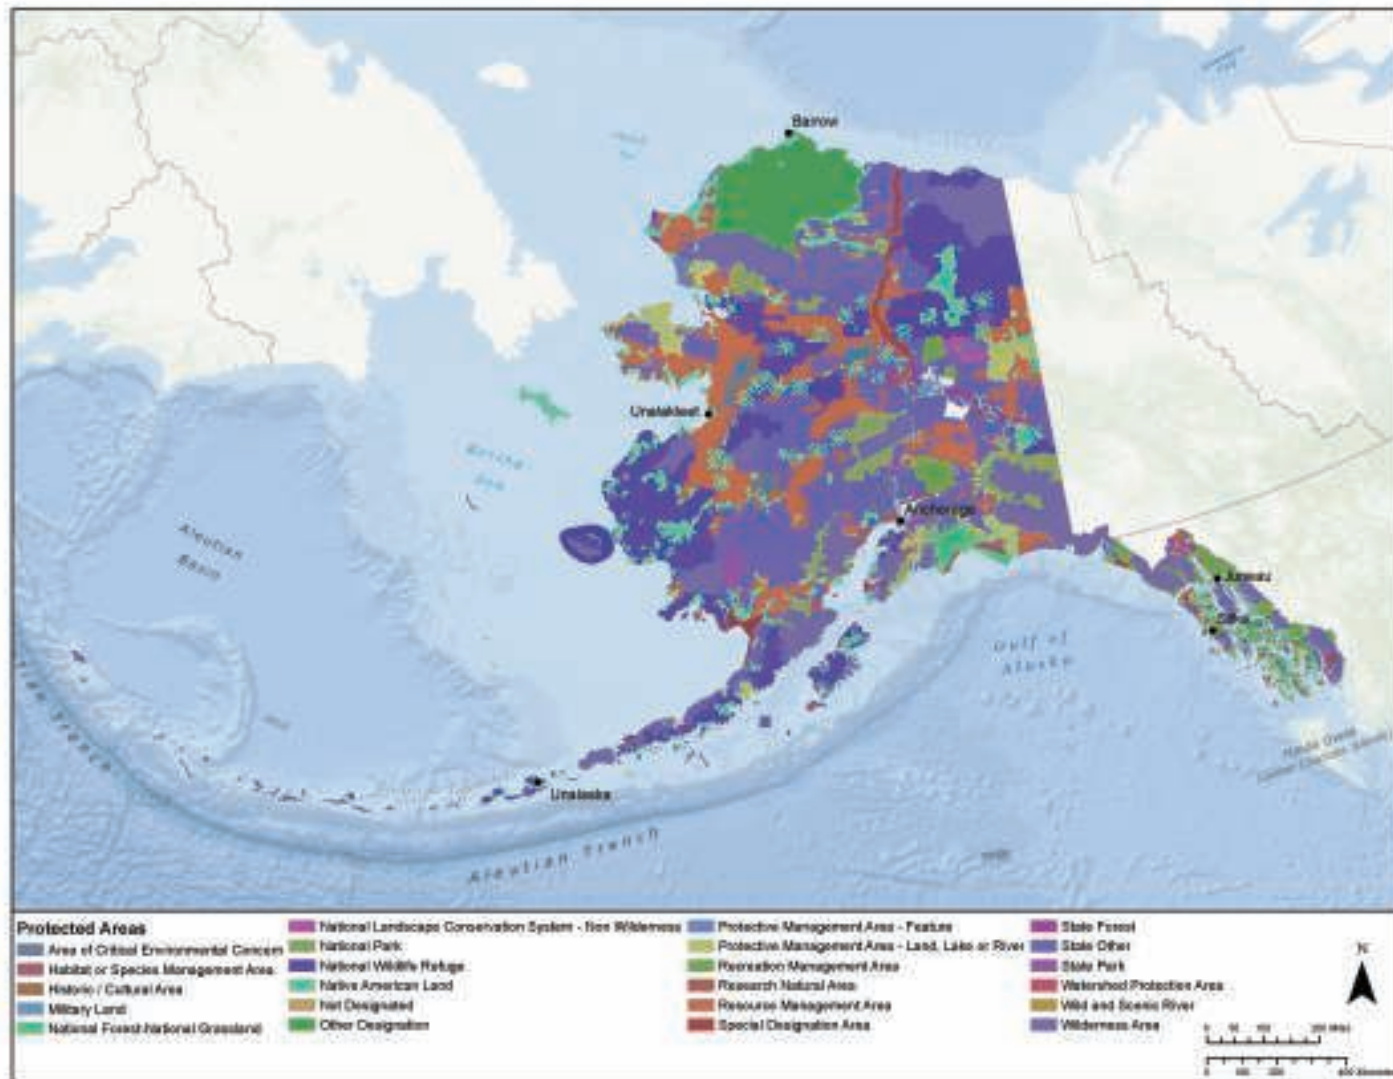 Barrow
Unalakleet
Bering
Sea
Aleutian
Basin
Anchorage
Juneau
Sitka
Gulf of
Alaska
Unalaska
Aleutian Trench
Protected Areas
Area of Critical Environmental Concern
Habitat or Species Management Area
Historic / Cultural Area
Military Land
National Forest-National Grassland
National Landscape Conservation System - Non Wilderness
National Park
National Wildlife Refuge
Native American Land
Not Designated
Other Designation
Protective Management Area - Feature
Protective Management Area - Land, Lake or River
Recreation Management Area
Research Natural Area
Resource Management Area
Special Designation Area
State Forest
State Other
State Park
Watershed Protection Area
Wild and Scenic River
Wilderness Area
N